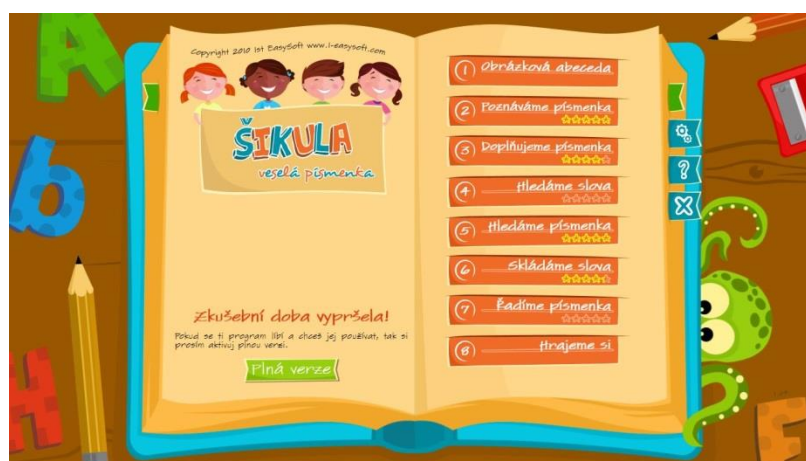 Copyright 2010 1st EasySoft www.1-easysoft.com
ŠIKULA
veselá písmenka
Zkušební doba vypršela!
Pokud se ti program líbí a chceš jej používat, tak si
prosím aktivuj plnou verzi.
Plná verze
1 Obrázková abeceda
2 Poznáváme písmenka
3 Doplňujeme písmenka
4 Hledáme slova
5 Hledáme písmenka
6 Skládáme slova
7 Řadíme písmenka
8 Hrajeme si
?
A
b
H
E